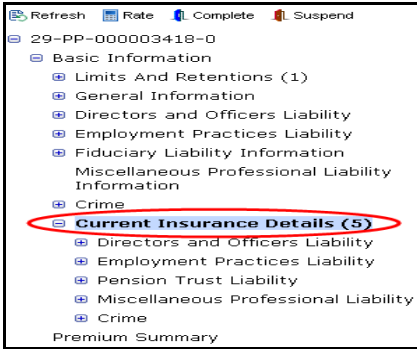 Refresh Rate Complete Suspend
29-PP-000003418-0
Basic Information
Limits And Retentions (1)
General Information
Directors and Officers Liability
Employment Practices Liability
Fiduciary Liability Information
Miscellaneous Professional Liability
Information
Crime
Current Insurance Details (5)
Directors and Officers Liability
Employment Practices Liability
Pension Trust Liability
Miscellaneous Professional Liability
Crime
Premium Summary